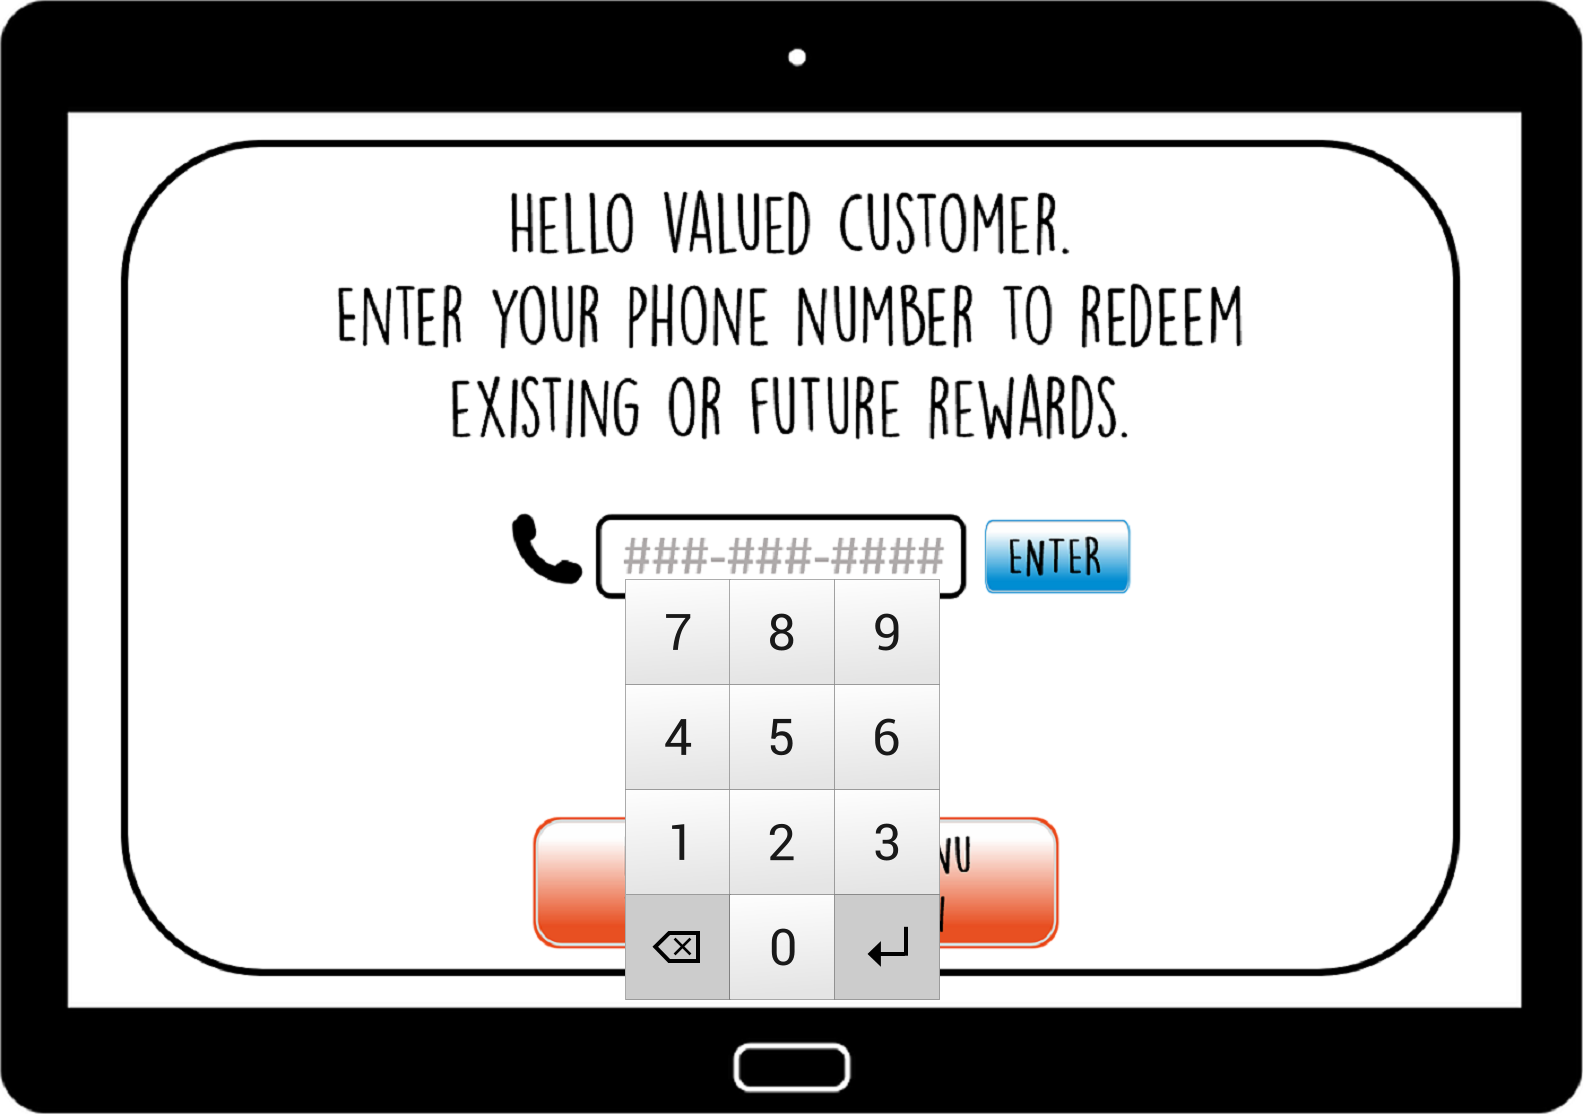 HELLO VALUED CUSTOMER.
ENTER YOUR PHONE NUMBER TO REDEEM
EXISTING OR FUTURE REWARDS.
###-###-#### ENTER
7 8 9
4 5 6
1 2 3
0